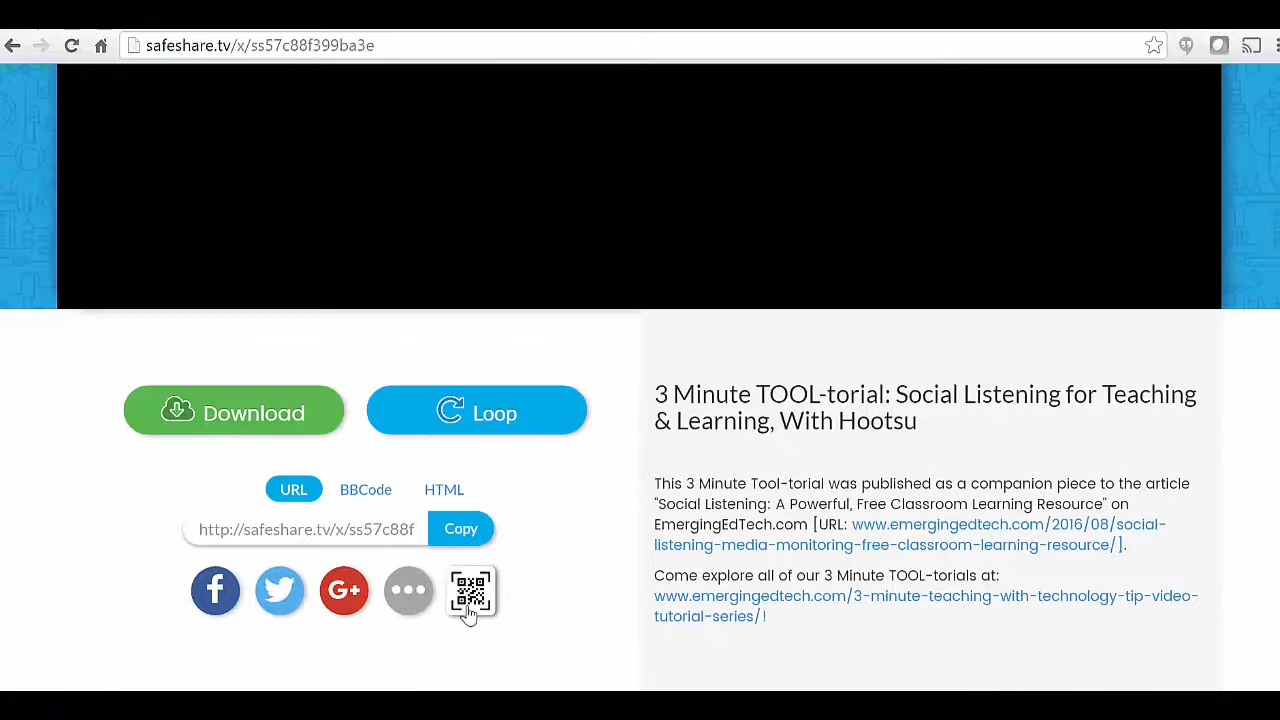 safeshare.tv/x/ss57c88f399ba3e
Download
Loop
URL
BBCode
HTML
http://safeshare.tv/x/ss57c88f
Copy
f
G+
3 Minute TOOL-torial: Social Listening for Teaching
& Learning, With Hootsu
This 3 Minute Tool-torial was published as a companion piece to the article
"Social Listening: A Powerful, Free Classroom Learning Resource" on
EmergingEdTech.com [URL: www.emergingedtech.com/2016/08/social-
listening-media-monitoring-free-classroom-learning-resource/].
Come explore all of our 3 Minute TOOL-torials at:
www.emergingedtech.com/3-minute-teaching-with-technology-tip-video-
tutorial-series/!